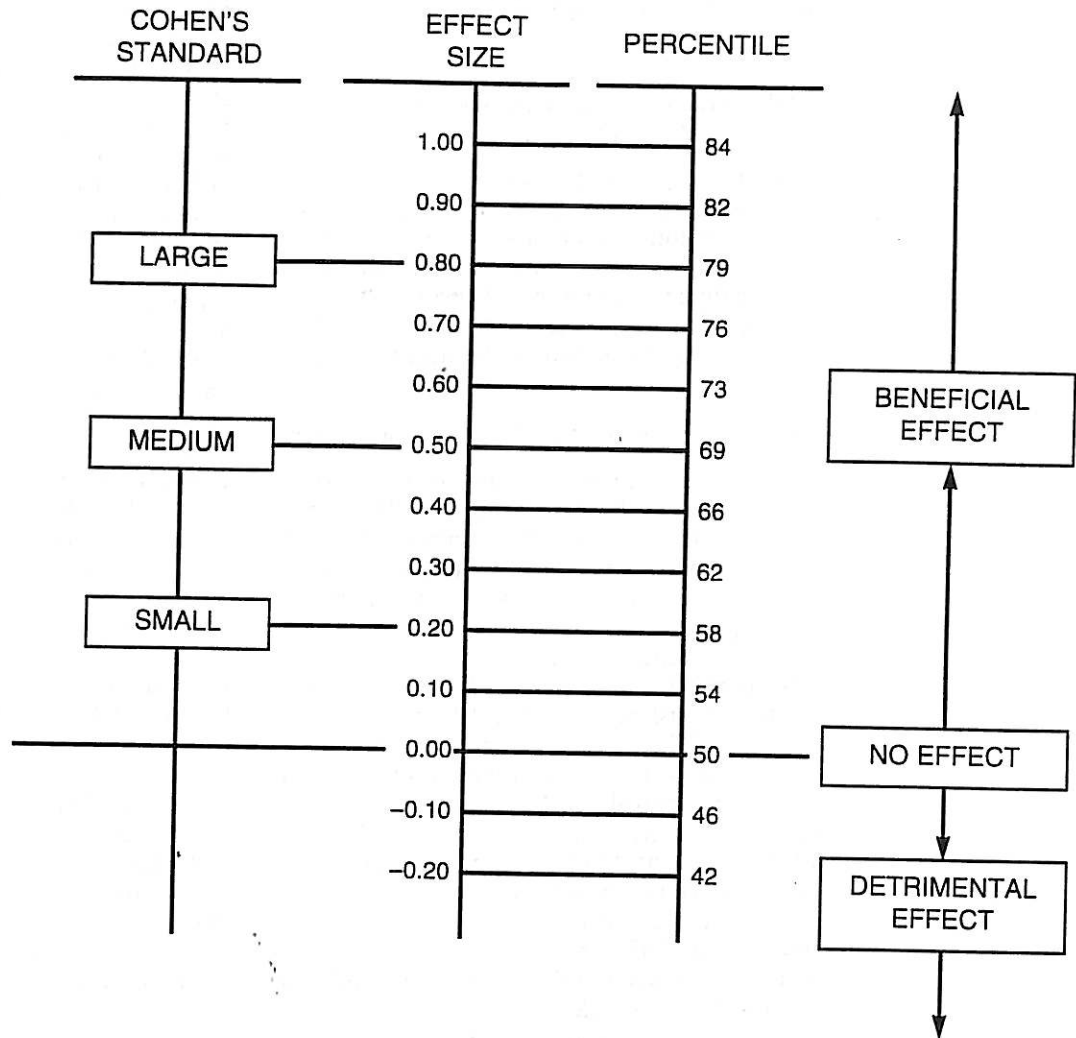 COHEN'S
STANDARD
EFFECT
SIZE
PERCENTILE
1.00 84
0.90 82
LARGE 0.80 79
0.70 76
0.60 73
BENEFICIAL
EFFECT
MEDIUM 0.50 69
0.40 66
0.30 62
SMALL 0.20 58
0.10 54
0.00 50 NO EFFECT
–0.10 46
–0.20 42
DETRIMENTAL
EFFECT